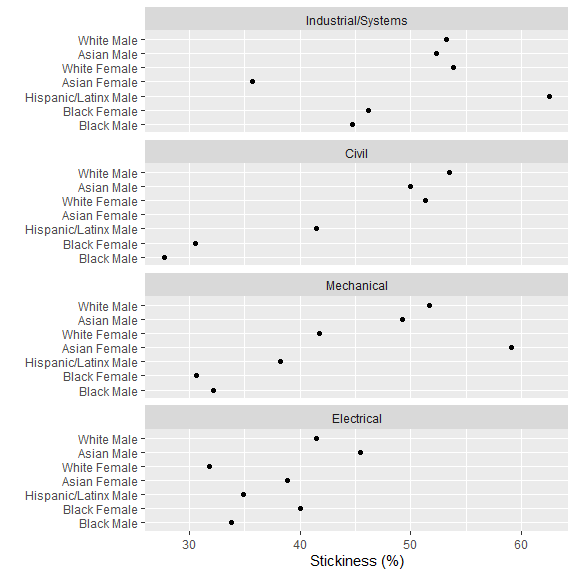 Industrial/Systems
White Male
Asian Male
White Female
Asian Female
Hispanic/Latinx Male
Black Female
Black Male
Civil
White Male
Asian Male
White Female
Asian Female
Hispanic/Latinx Male
Black Female
Black Male
Mechanical
White Male
Asian Male
White Female
Asian Female
Hispanic/Latinx Male
Black Female
Black Male
Electrical
White Male
Asian Male
White Female
Asian Female
Hispanic/Latinx Male
Black Female
Black Male
30 40 50 60
Stickiness (%)